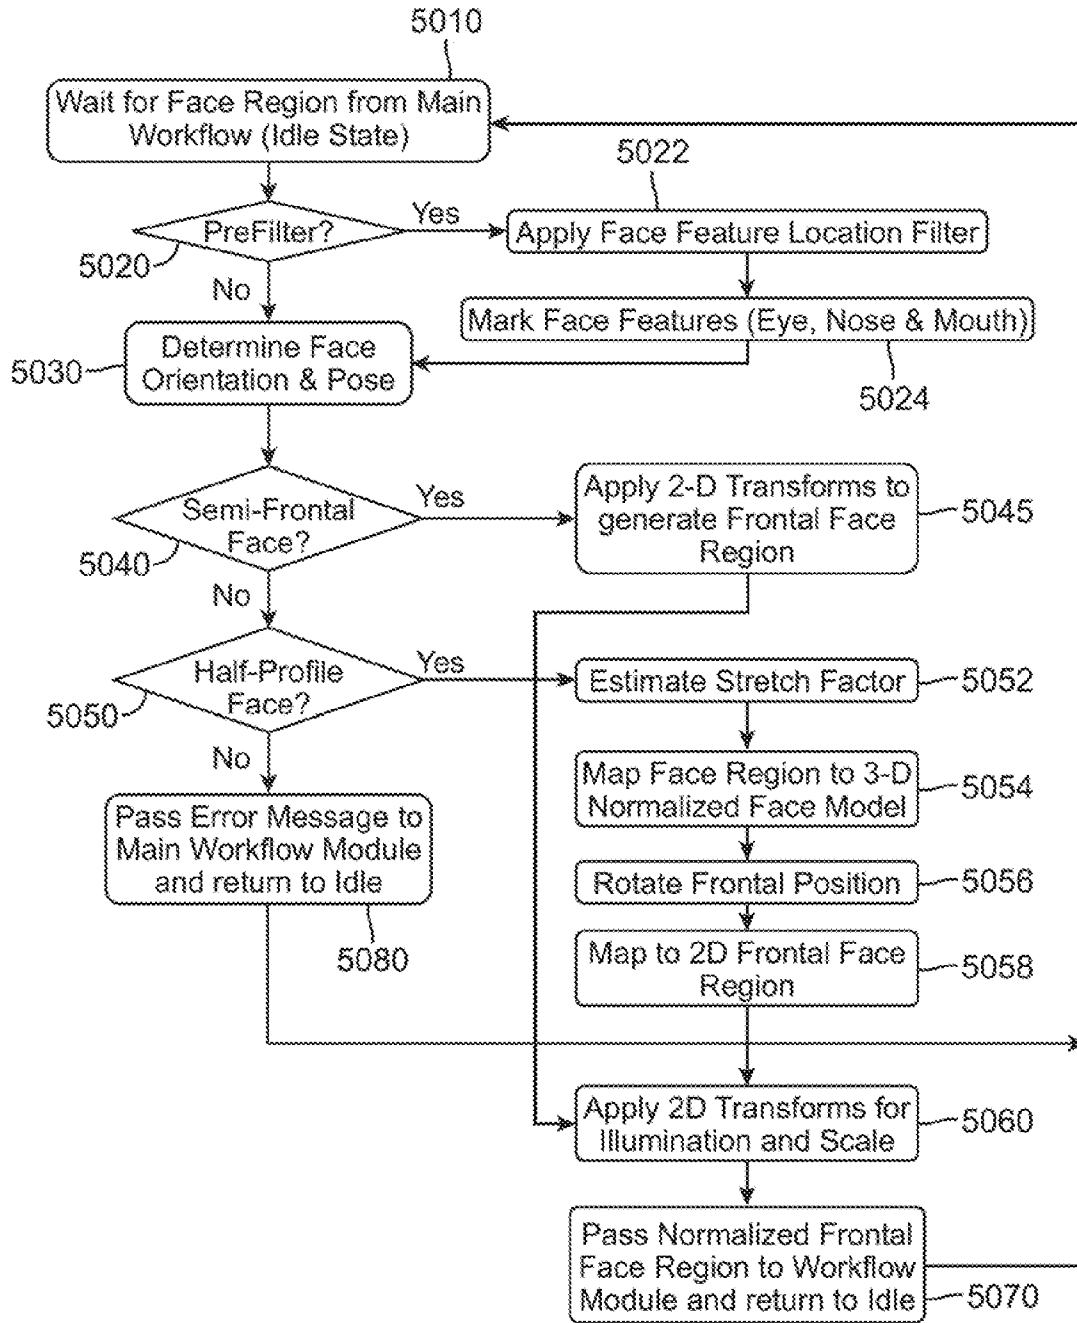 5010
Wait for Face Region from Main
Workflow (Idle State)
5022
PreFilter?
Yes
Apply Face Feature Location Filter
5020
No
Mark Face Features (Eye, Nose & Mouth)
5030
Determine Face
Orientation & Pose
5024
Semi-Frontal
Face?
Yes
5040
Apply 2-D Transforms to
generate Frontal Face
Region
5045
No
Half-Profile
Face?
Yes
5050
Estimate Stretch Factor
5052
No
Map Face Region to 3-D
Normalized Face Model
5054
Pass Error Message to
Main Workflow Module
and return to Idle
5080
Rotate Frontal Position
5056
Map to 2D Frontal Face
Region
5058
Apply 2D Transforms for
Illumination and Scale
5060
Pass Normalized Frontal
Face Region to Workflow
Module and return to Idle
5070